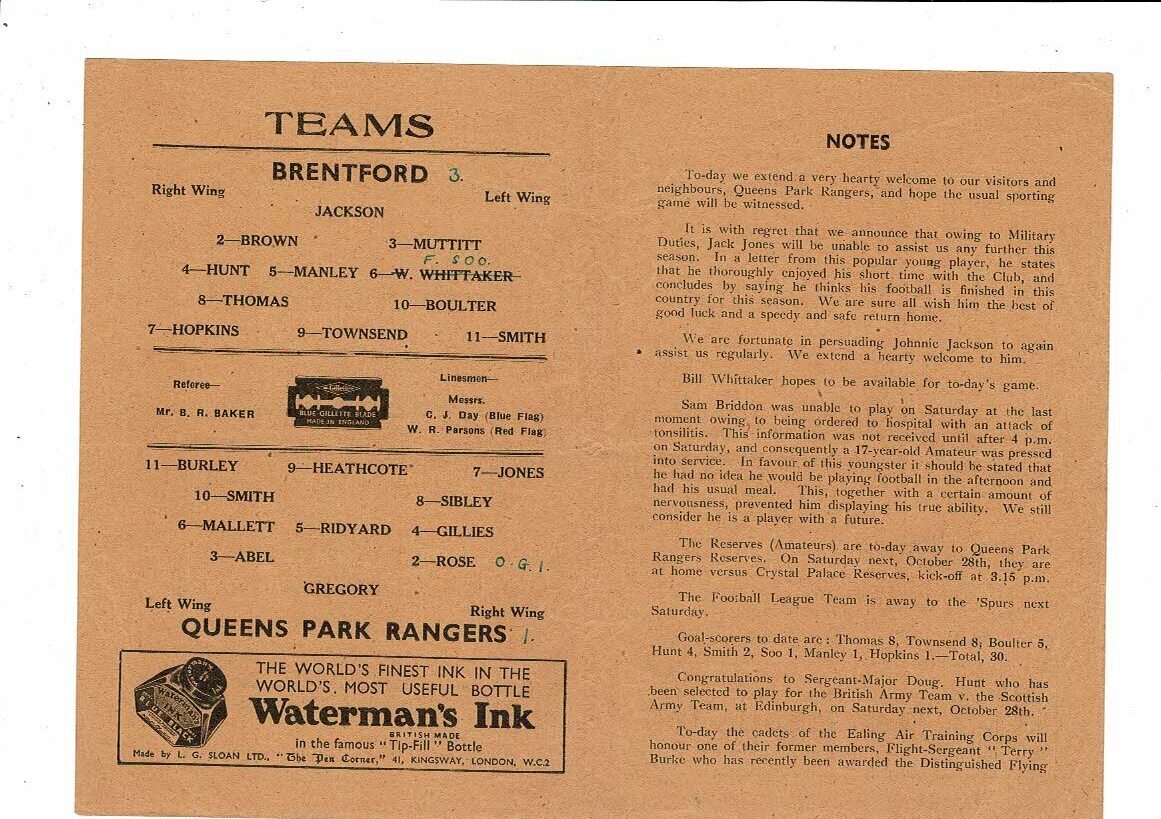 TEAMS
BRENTFORD 3.
Right Wing Left Wing
JACKSON
2—BROWN 3—MUTTITT
F. SOO.
4—HUNT 5—MANLEY 6—W. WHITTAKER
8—THOMAS 10—BOULTER
7—HOPKINS 9—TOWNSEND 11—SMITH
Referee— Linesmen—
Messrs.
Mr. B. R. BAKER C. J. Day (Blue Flag)
W. R. Parsons (Red Flag)
Gillette
BLUE GILLETTE BLADE
MADE IN ENGLAND
11—BURLEY 9—HEATHCOTE 7—JONES
10—SMITH 8—SIBLEY
6—MALLETT 5—RIDYARD 4—GILLIES
3—ABEL 2—ROSE O.G.1.
GREGORY
Left Wing Right Wing
QUEENS PARK RANGERS 1.
THE WORLD'S FINEST INK IN THE
WORLD'S MOST USEFUL BOTTLE
Waterman's Ink
BRITISH MADE
in the famous "Tip-Fill" Bottle
Made by L. G. SLOAN LTD., "The Pen Corner," 41, KINGSWAY, LONDON, W.C.2
Waterman's
INK
BLUE BLACK
NOTES
To-day we extend a very hearty welcome to our visitors and
neighbours, Queens Park Rangers, and hope the usual sporting
game will be witnessed.
It is with regret that we announce that owing to Military
Duties, Jack Jones will be unable to assist us any further this
season. In a letter from this popular young player, he states
that he thoroughly enjoyed his short time with the Club, and
concludes by saying he thinks his football is finished in this
country for this season. We are sure all wish him the best of
good luck and a speedy and safe return home.
We are fortunate in persuading Johnnie Jackson to again
assist us regularly. We extend a hearty welcome to him.
Bill Whittaker hopes to be available for to-day's game.
Sam Briddon was unable to play on Saturday at the last
moment owing to being ordered to hospital with an attack of
tonsilitis. This information was not received until after 4 p.m.
on Saturday, and consequently a 17-year-old Amateur was pressed
into service. In favour of this youngster it should be stated that
he had no idea he would be playing football in the afternoon and
had his usual meal. This, together with a certain amount of
nervousness, prevented him displaying his true ability. We still
consider he is a player with a future.
The Reserves (Amateurs) are to-day away to Queens Park
Rangers Reserves. On Saturday next, October 28th, they are
at home versus Crystal Palace Reserves, kick-off at 3.15 p.m.
The Football League Team is away to the 'Spurs next
Saturday.
Goal-scorers to date are: Thomas 8, Townsend 8; Boulter 5,
Hunt 4, Smith 2, Soo 1, Manley 1, Hopkins 1.—Total, 30.
Congratulations to Sergeant-Major Doug. Hunt who has
been selected to play for the British Army Team v. the Scottish
Army Team, at Edinburgh, on Saturday next, October 28th.
To-day the cadets of the Ealing Air Training Corps will
honour one of their former members, Flight-Sergeant "Terry"
Burke who has recently been awarded the Distinguished Flying